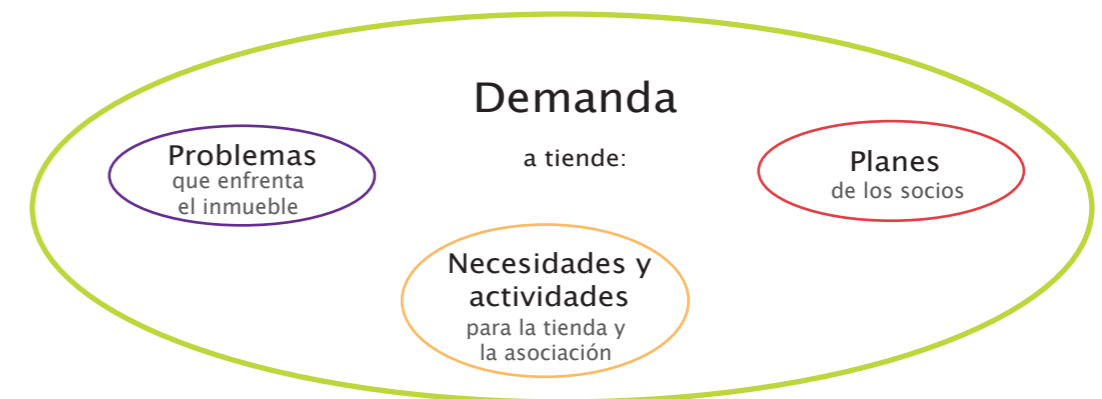 Demanda
a tiende:
Problemas
que enfrenta
el inmueble
Planes
de los socios
Necesidades y
actividades
para la tienda y
la asociación